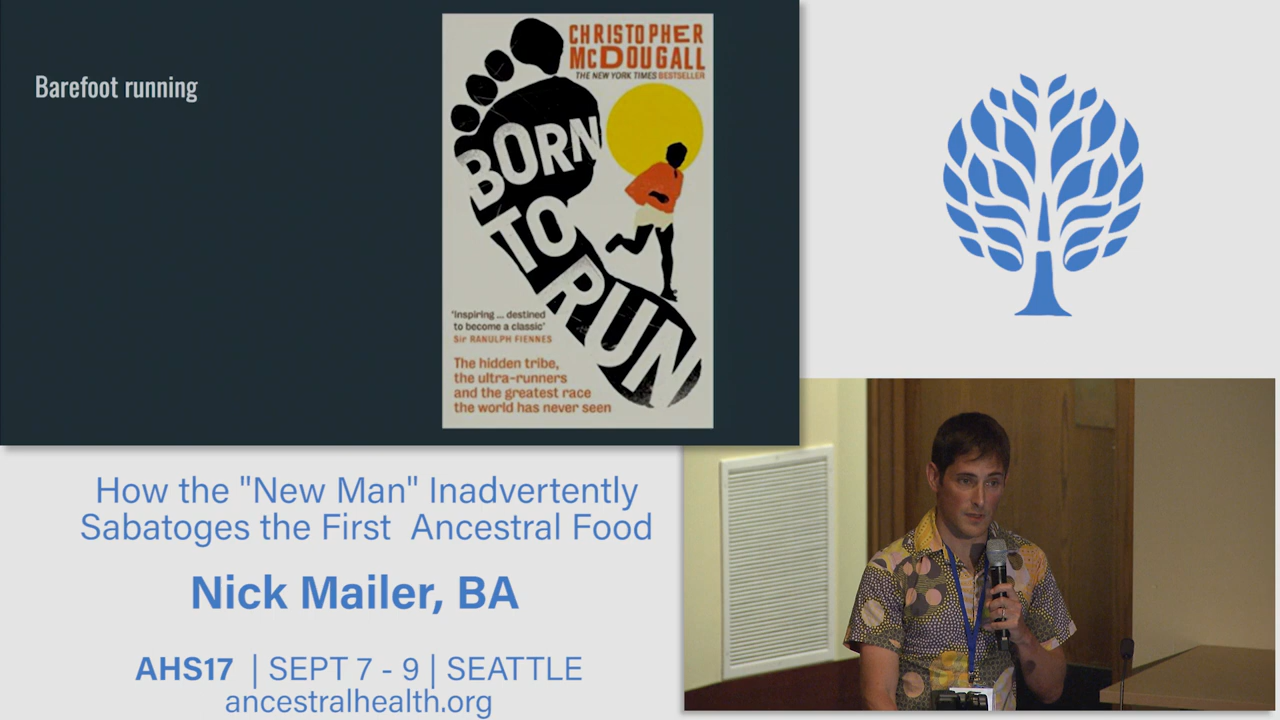 Barefoot running
CHRISTOPHER
McDOUGALL
THE NEW YORK TIMES BESTSELLER
BORN
TO
RUN
'Inspiring ... destined
to become a classic'
Sir RANULPH FIENNES
The hidden tribe,
the ultra-runners
and the greatest race
the world has never seen
How the "New Man" Inadvertently
Sabatoges the First Ancestral Food
Nick Mailer, BA
AHS17 | SEPT 7 - 9 | SEATTLE
ancestralhealth.org